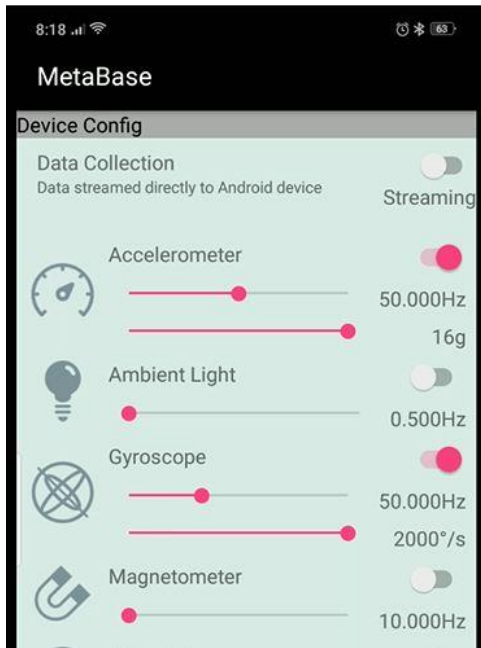 8:18
63
MetaBase
Device Config
Data Collection
Data streamed directly to Android device
Streaming
Accelerometer
50.000Hz
16g
Ambient Light
0.500Hz
Gyroscope
50.000Hz
2000°/s
Magnetometer
10.000Hz